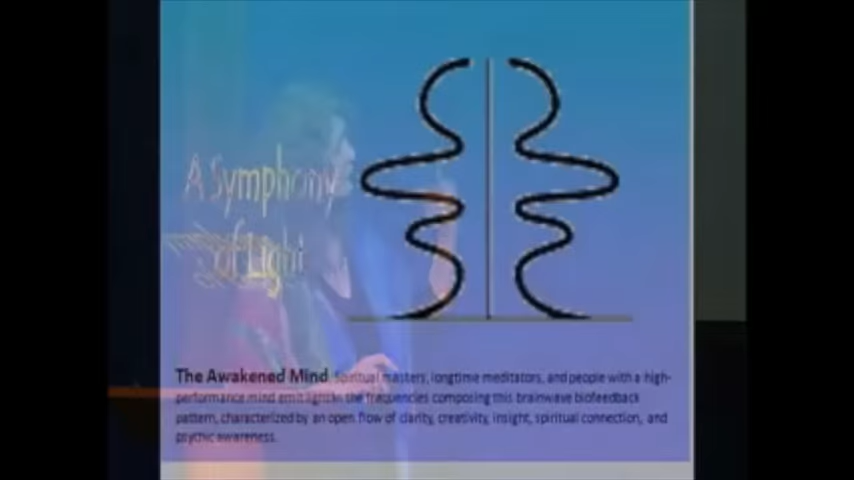 A Symphony
of Light
The Awakened Mind Spiritual masters, longtime meditators, and people with a high-
performance mind emit light in the frequencies composing this brainwave biofeedback
pattern, characterized by an open flow of clarity, creativity, insight, spiritual connection, and
psychic awareness.